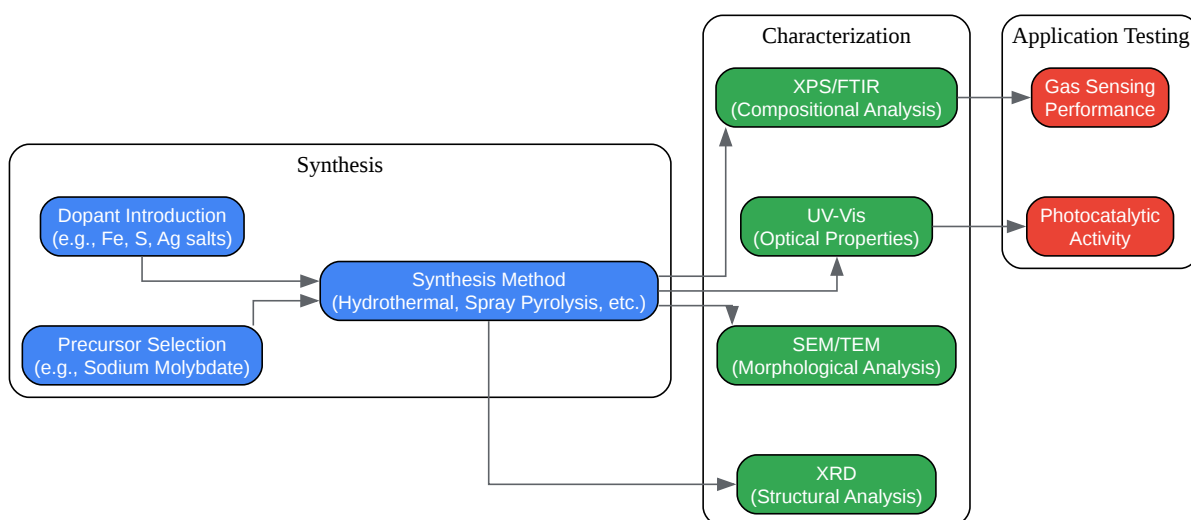 Synthesis
Dopant Introduction
(e.g., Fe, S, Ag salts)
Precursor Selection
(e.g., Sodium Molybdate)
Synthesis Method
(Hydrothermal, Spray Pyrolysis, etc.)
Characterization
XPS/FTIR
(Compositional Analysis)
UV-Vis
(Optical Properties)
SEM/TEM
(Morphological Analysis)
XRD
(Structural Analysis)
Application Testing
Gas Sensing
Performance
Photocatalytic
Activity